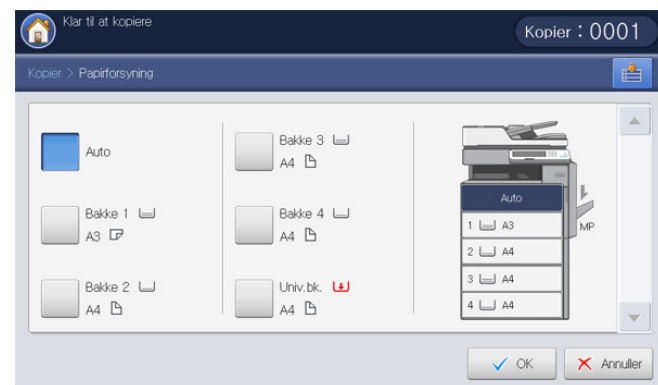 Klar til at kopiere
Kopier : 0001
Kopier > Papirforsyning
Auto
Bakke 1
A3
Bakke 2
A4
Bakke 3
A4
Bakke 4
A4
Univ.bk.
A4
Auto
1 A3
2 A4
3 A4
4 A4
MP
OK
Annuller